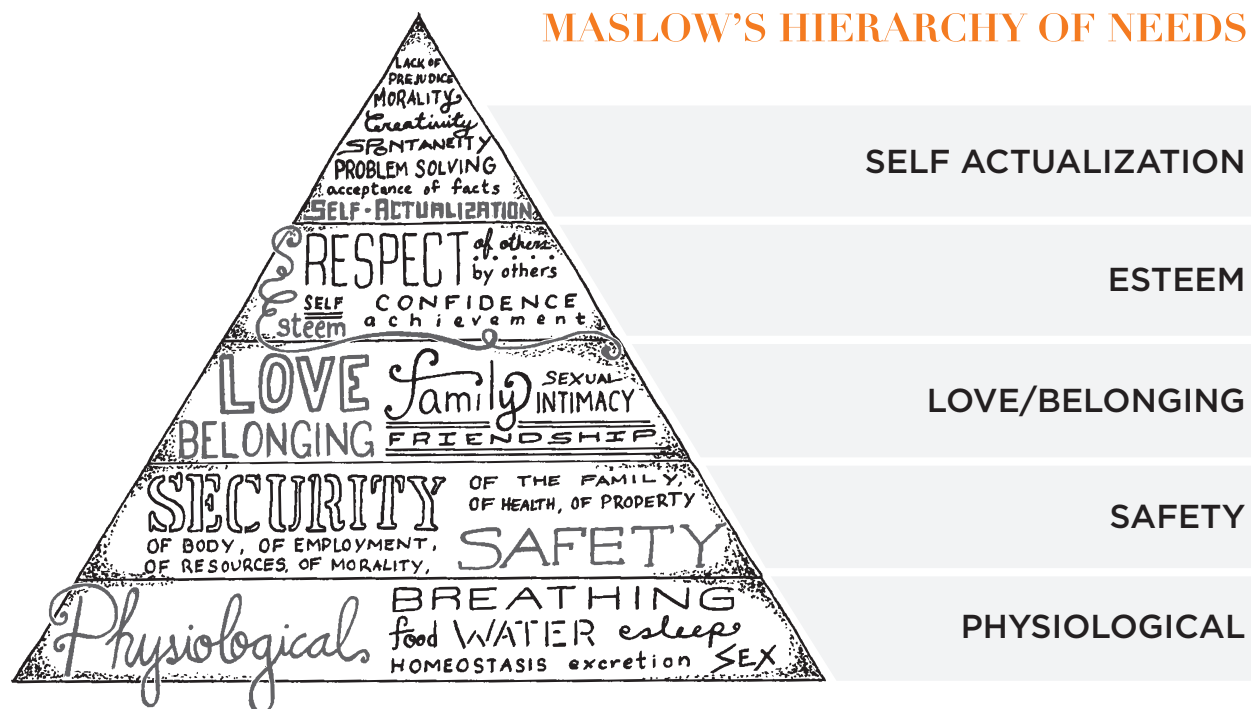 MASLOW'S HIERARCHY OF NEEDS
LACK OF
PREJUDICE
MORALITY
Creativity
SPONTANEITY
PROBLEM SOLVING
acceptance of facts
SELF-ACTUALIZATION
SELF ACTUALIZATION
RESPECT of others
by others
SELF Esteem
CONFIDENCE
achievement
ESTEEM
LOVE
BELONGING
family
SEXUAL
INTIMACY
FRIENDSHIP
LOVE/BELONGING
SECURITY
OF THE FAMILY,
OF HEALTH, OF PROPERTY
OF BODY, OF EMPLOYMENT,
OF RESOURCES, OF MORALITY,
SAFETY
SAFETY
Physiological
BREATHING
food WATER esleep
HOMEOSTASIS excretion SEX
PHYSIOLOGICAL